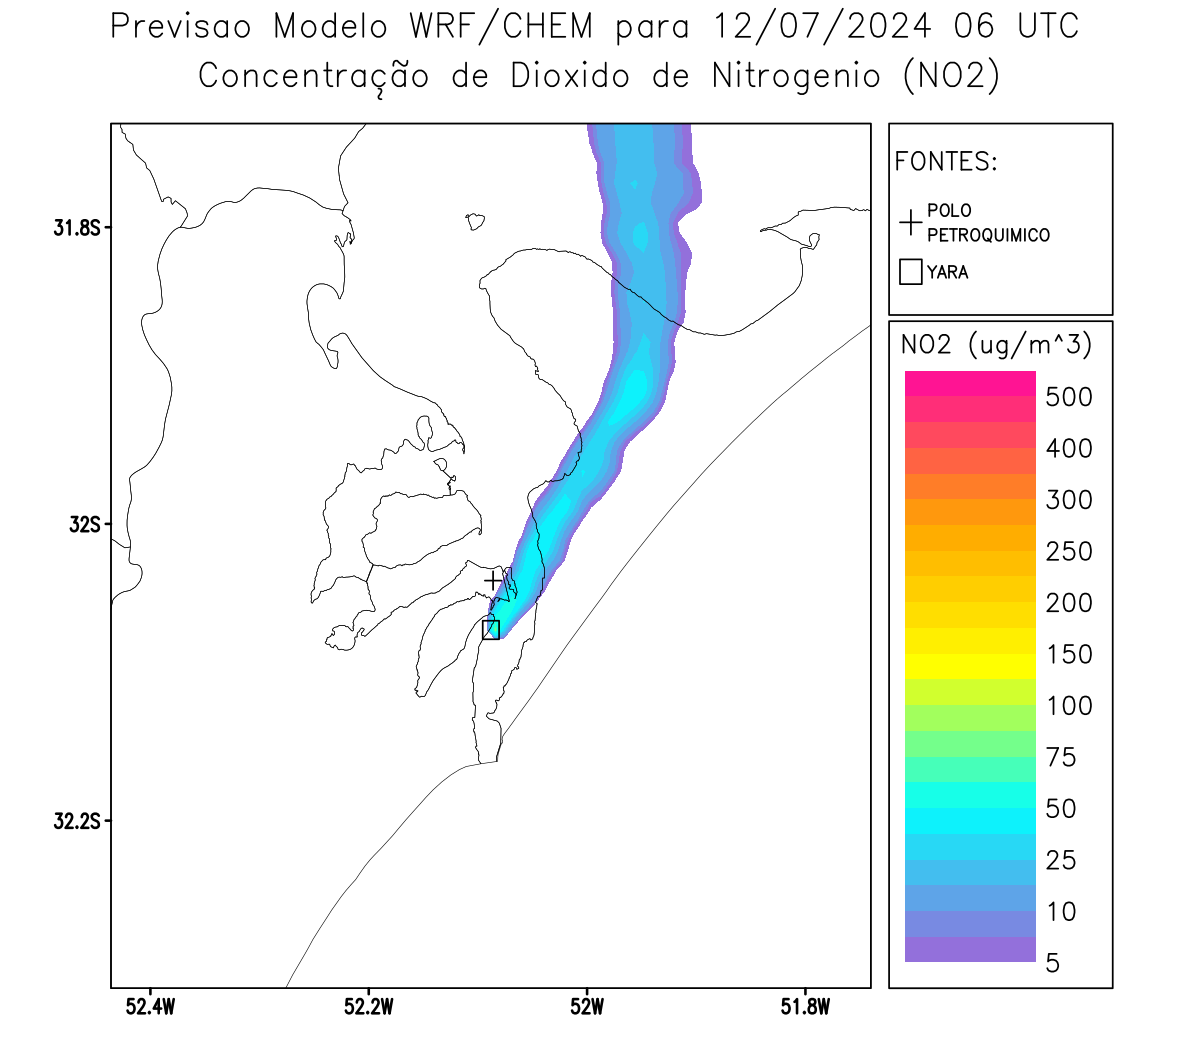 Previsao Modelo WRF/CHEM para 12/07/2024 06 UTC
Concentração de Dioxido de Nitrogenio (NO2)
FONTES:
POLO
PETROQUIMICO
YARA
NO2 (ug/m^3)
500
400
300
250
200
150
100
75
50
25
10
5
31.8S
32S
32.2S
52.4W
52.2W
52W
51.8W